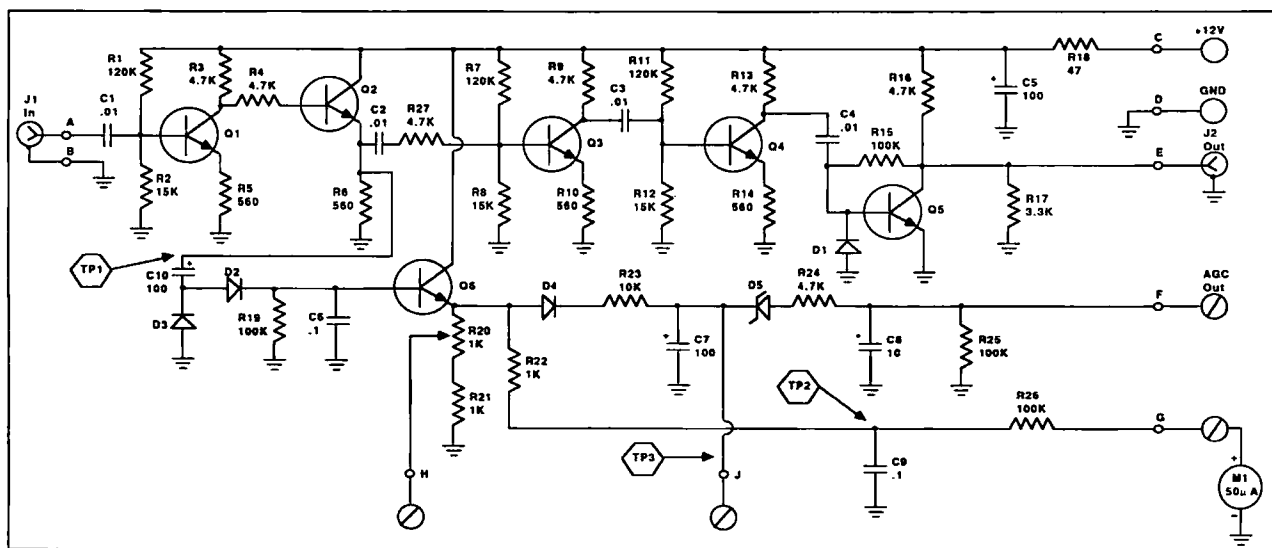 J1
In
A
B
C1
.01
R1
120K
R2
15K
R3
4.7K
R4
4.7K
Q1
R5
560
Q2
C2
.01
R27
4.7K
R6
560
R7
120K
R8
15K
R9
4.7K
C3
.01
Q3
R10
560
R11
120K
R12
15K
R13
4.7K
Q4
R14
560
C4
.01
R15
100K
D1
Q5
R16
4.7K
R17
3.3K
C5
100
+
R18
47
C
+12V
D
GND
E
J2
Out
TP1
C10
100
+
D2
D3
R19
100K
C6
.1
Q6
R20
1K
R21
1K
R22
1K
D4
R23
10K
C7
100
+
D5
R24
4.7K
C8
10
+
R25
100K
F
AGC
Out
TP2
C9
.1
R26
100K
G
+
M1
50µA
-
H
TP3
J